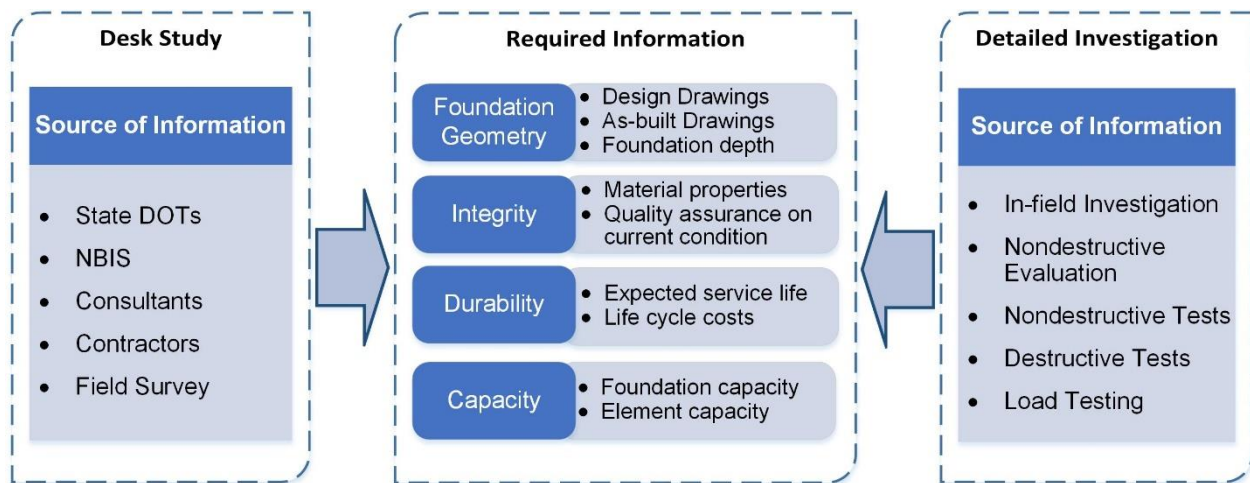 Desk Study
Source of Information
• State DOTs
• NBIS
• Consultants
• Contractors
• Field Survey
Required Information
Foundation
Geometry
• Design Drawings
• As-built Drawings
• Foundation depth
Integrity
• Material properties
• Quality assurance on
current condition
Durability
• Expected service life
• Life cycle costs
Capacity
• Foundation capacity
• Element capacity
Detailed Investigation
Source of Information
• In-field Investigation
• Nondestructive
Evaluation
• Nondestructive Tests
• Destructive Tests
• Load Testing